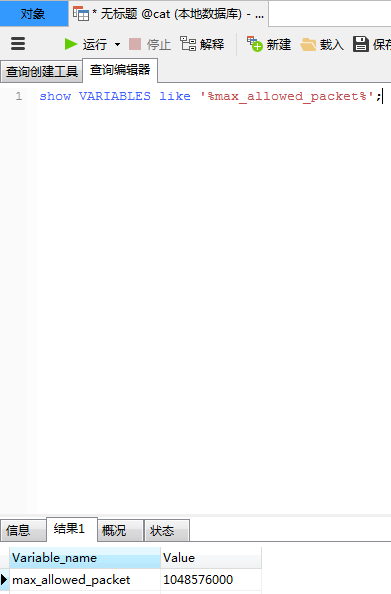 对象 * 无标题 @cat (本地数据库) - ...
运行 停止 解释 新建 载入
查询创建工具 查询编辑器
1 show VARIABLES like '%max_allowed_packet%';
信息 结果1 概况 状态
Variable_name Value
max_allowed_packet 1048576000